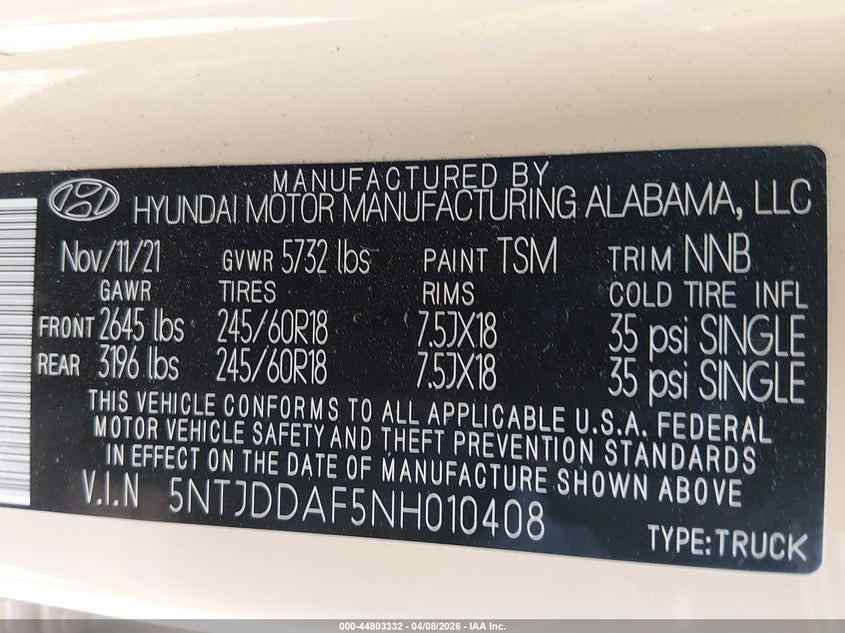 MANUFACTURED BY
HYUNDAI MOTOR MANUFACTURING ALABAMA, LLC
Nov/11/21 GVWR 5732 lbs PAINT TSM TRIM NNB
GAWR TIRES RIMS COLD TIRE INFL
FRONT 2645 lbs 245/60R18 7.5JX18 35 psi SINGLE
REAR 3196 lbs 245/60R18 7.5JX18 35 psi SINGLE
THIS VEHICLE CONFORMS TO ALL APPLICABLE U.S.A. FEDERAL
MOTOR VEHICLE SAFETY AND THEFT PREVENTION STANDARDS
IN EFFECT ON THE DATE OF MANUFACTURE SHOWN ABOVE
V.I.N 5NTJDDAF5NH010408
TYPE:TRUCK
000-44803332 - 04/08/2026 - IAA Inc.